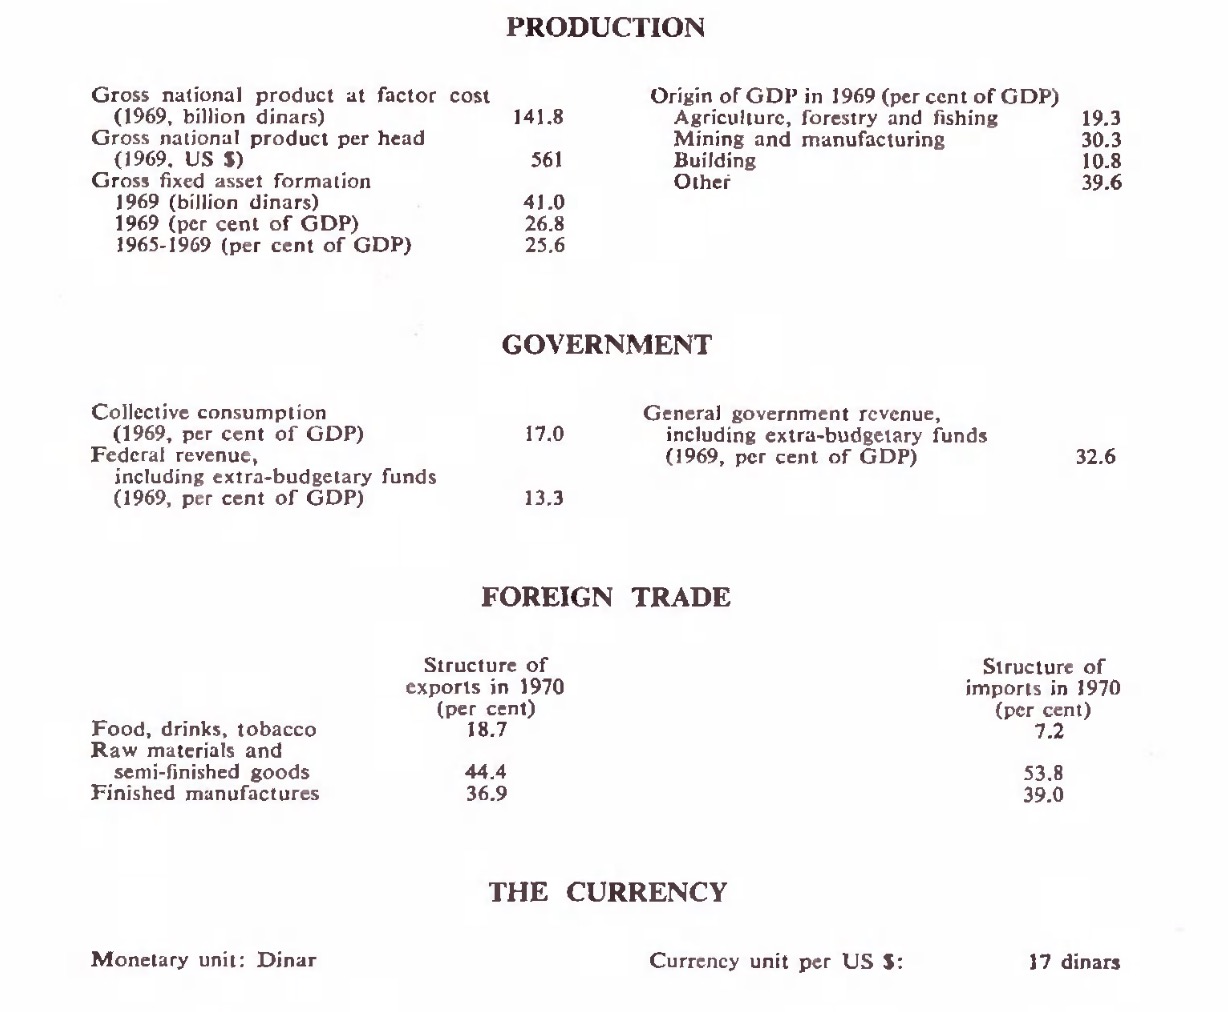 PRODUCTION
Gross national product at factor cost
(1969, billion dinars) 141.8
Gross national product per head
(1969, US $) 561
Gross fixed asset formation
1969 (billion dinars) 41.0
1969 (per cent of GDP) 26.8
1965-1969 (per cent of GDP) 25.6
Origin of GDP in 1969 (per cent of GDP)
Agriculture, forestry and fishing 19.3
Mining and manufacturing 30.3
Building 10.8
Other 39.6
GOVERNMENT
Collective consumption
(1969, per cent of GDP) 17.0
Federal revenue,
including extra-budgetary funds
(1969, per cent of GDP) 13.3
General government revenue,
including extra-budgetary funds
(1969, per cent of GDP) 32.6
FOREIGN TRADE
Structure of Structure of
exports in 1970 imports in 1970
(per cent) (per cent)
Food, drinks, tobacco 18.7 7.2
Raw materials and
semi-finished goods 44.4 53.8
Finished manufactures 36.9 39.0
THE CURRENCY
Monetary unit: Dinar Currency unit per US $: 17 dinars